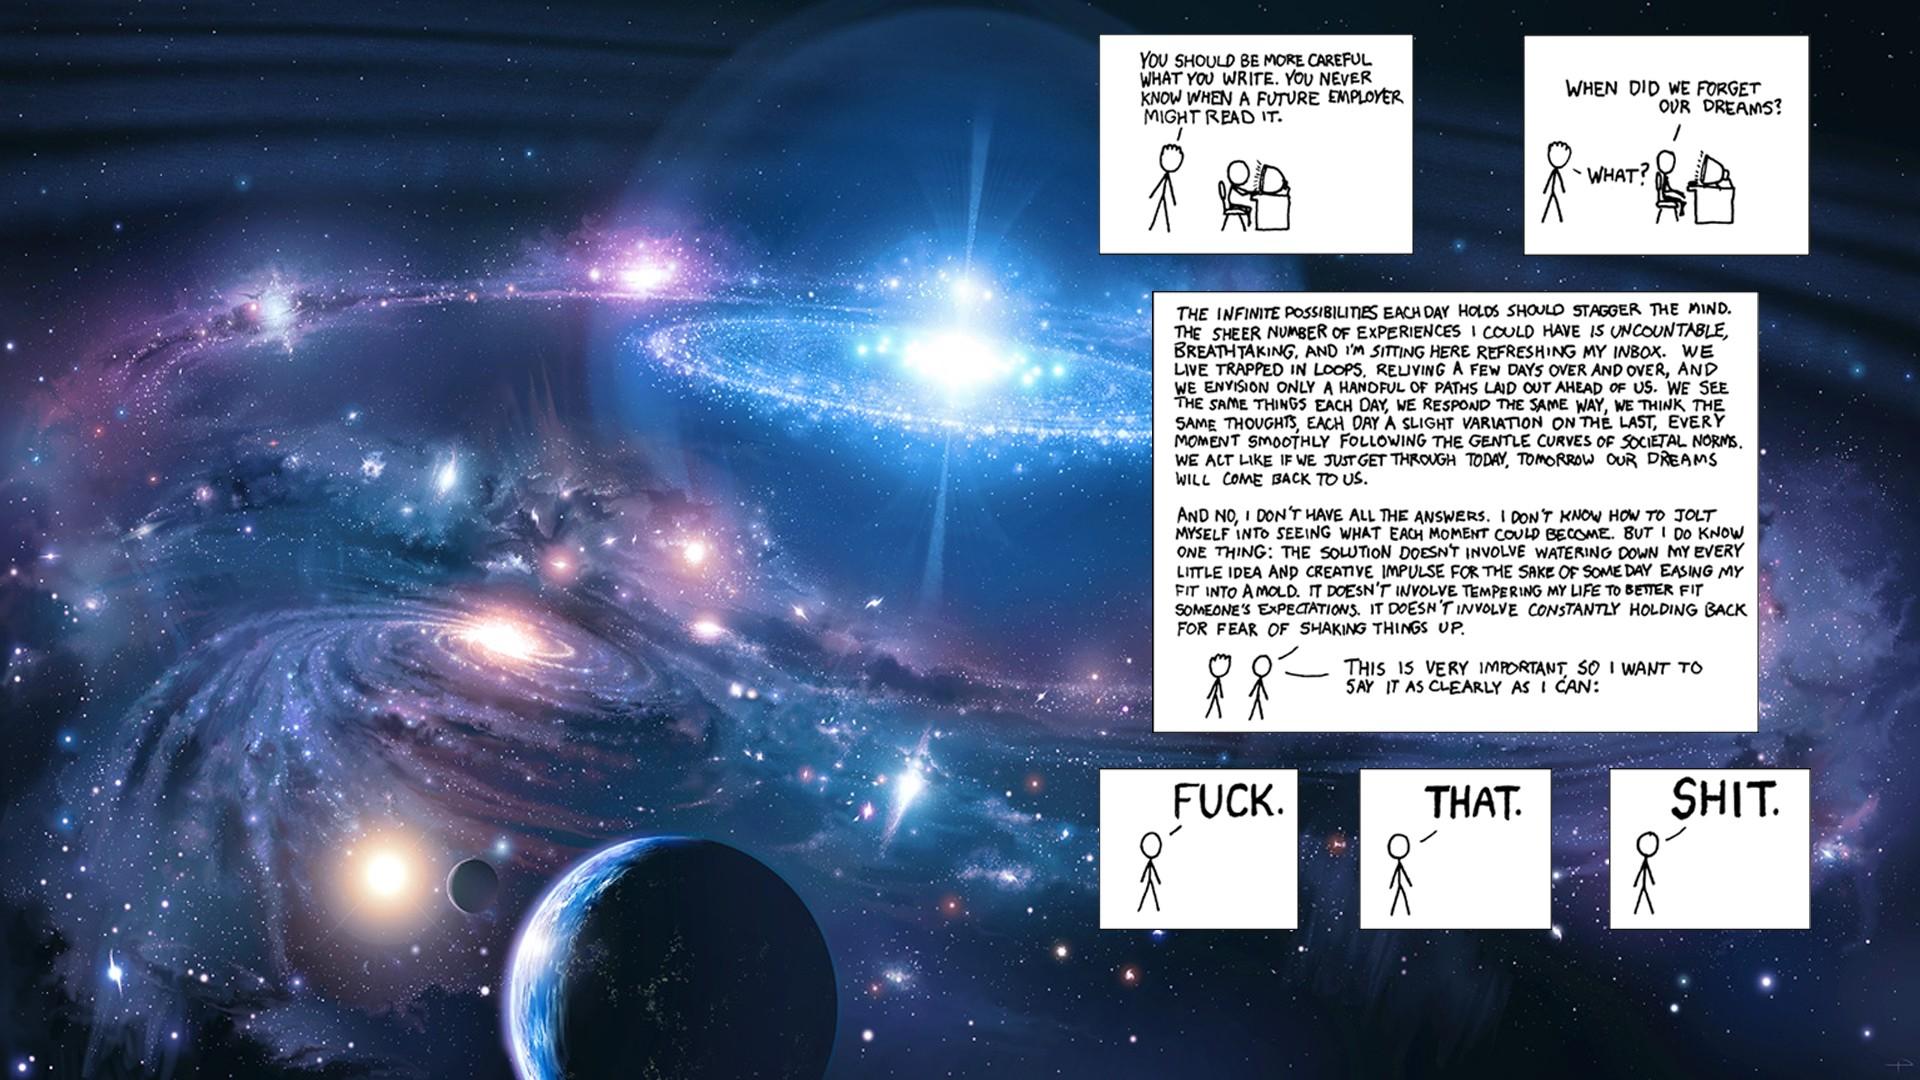 YOU SHOULD BE MORE CAREFUL
WHAT YOU WRITE. YOU NEVER
KNOW WHEN A FUTURE EMPLOYER
MIGHT READ IT.
WHEN DID WE FORGET
OUR DREAMS?
WHAT?
THE INFINITE POSSIBILITIES EACH DAY HOLDS SHOULD STAGGER THE MIND.
THE SHEER NUMBER OF EXPERIENCES I COULD HAVE IS UNCOUNTABLE,
BREATHTAKING, AND I'M SITTING HERE REFRESHING MY INBOX. WE
LIVE TRAPPED IN LOOPS, RELIVING A FEW DAYS OVER AND OVER, AND
WE ENVISION ONLY A HANDFUL OF PATHS LAID OUT AHEAD OF US. WE SEE
THE SAME THINGS EACH DAY, WE RESPOND THE SAME WAY, WE THINK THE
SAME THOUGHTS, EACH DAY A SLIGHT VARIATION ON THE LAST, EVERY
MOMENT SMOOTHLY FOLLOWING THE GENTLE CURVES OF SOCIETAL NORMS.
WE ACT LIKE IF WE JUST GET THROUGH TODAY, TOMORROW OUR DREAMS
WILL COME BACK TO US.
AND NO, I DON'T HAVE ALL THE ANSWERS. I DON'T KNOW HOW TO JOLT
MYSELF INTO SEEING WHAT EACH MOMENT COULD BECOME. BUT I DO KNOW
ONE THING: THE SOLUTION DOESN'T INVOLVE WATERING DOWN MY EVERY
LITTLE IDEA AND CREATIVE IMPULSE FOR THE SAKE OF SOMEDAY EASING MY
FIT INTO A MOLD. IT DOESN'T INVOLVE TEMPERING MY LIFE TO BETTER FIT
SOMEONE'S EXPECTATIONS. IT DOESN'T INVOLVE CONSTANTLY HOLDING BACK
FOR FEAR OF SHAKING THINGS UP.
THIS IS VERY IMPORTANT, SO I WANT TO
SAY IT AS CLEARLY AS I CAN:
FUCK.
THAT.
SHIT.